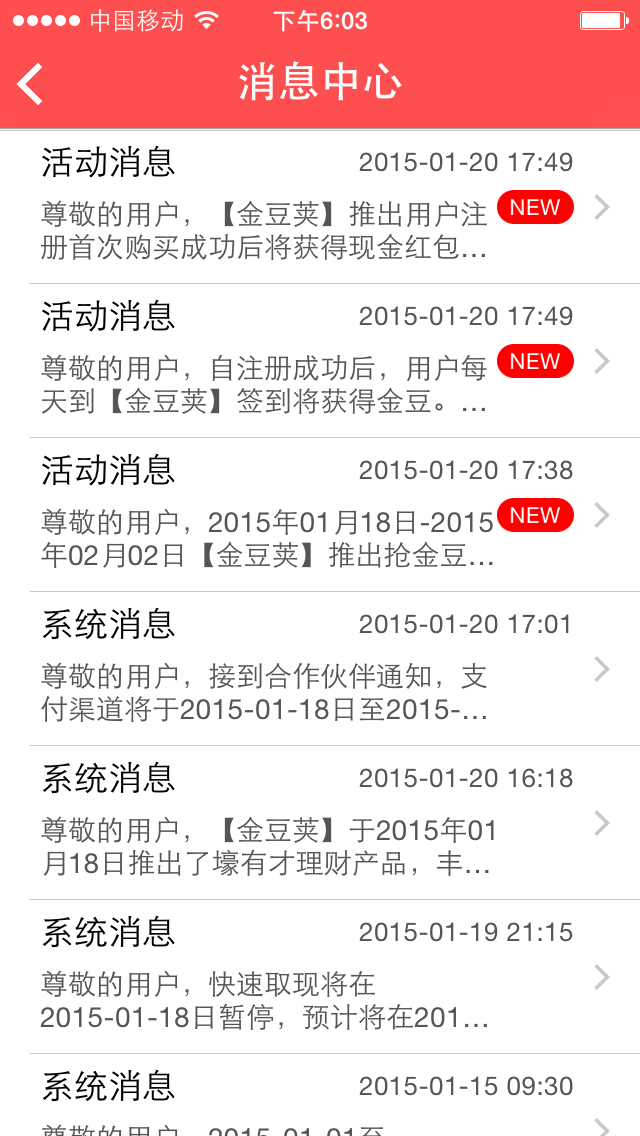 中国移动 下午6:03
消息中心
活动消息 2015-01-20 17:49
尊敬的用户，【金豆荚】推出用户注 NEW
册首次购买成功后将获得现金红包...
活动消息 2015-01-20 17:49
尊敬的用户，自注册成功后，用户每 NEW
天到【金豆荚】签到将获得金豆。...
活动消息 2015-01-20 17:38
尊敬的用户，2015年01月18日-2015 NEW
年02月02日【金豆荚】推出抢金豆...
系统消息 2015-01-20 17:01
尊敬的用户，接到合作伙伴通知，支
付渠道将于2015-01-18日至2015-...
系统消息 2015-01-20 16:18
尊敬的用户，【金豆荚】于2015年01
月18日推出了壕有才理财产品，丰...
系统消息 2015-01-19 21:15
尊敬的用户，快速取现将在
2015-01-18日暂停，预计将在201...
系统消息 2015-01-15 09:30
尊敬的用户，2015-01-01至